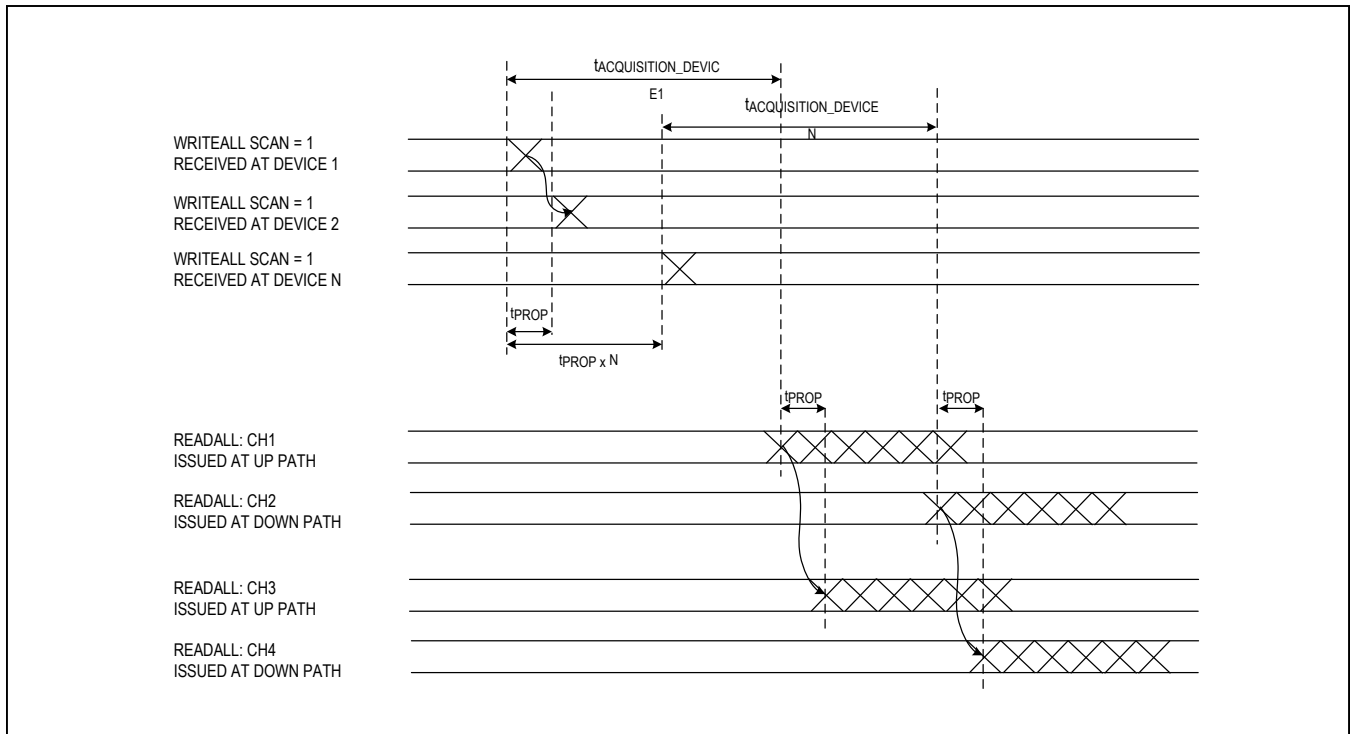 tACQUISITION_DEVIC
E1
tACQUISITION_DEVICE
N
WRITEALL SCAN = 1
RECEIVED AT DEVICE 1
WRITEALL SCAN = 1
RECEIVED AT DEVICE 2
WRITEALL SCAN = 1
RECEIVED AT DEVICE N
tPROP
tPROP x N
tPROP
tPROP
READALL: CH1
ISSUED AT UP PATH
READALL: CH2
ISSUED AT DOWN PATH
READALL: CH3
ISSUED AT UP PATH
READALL: CH4
ISSUED AT DOWN PATH